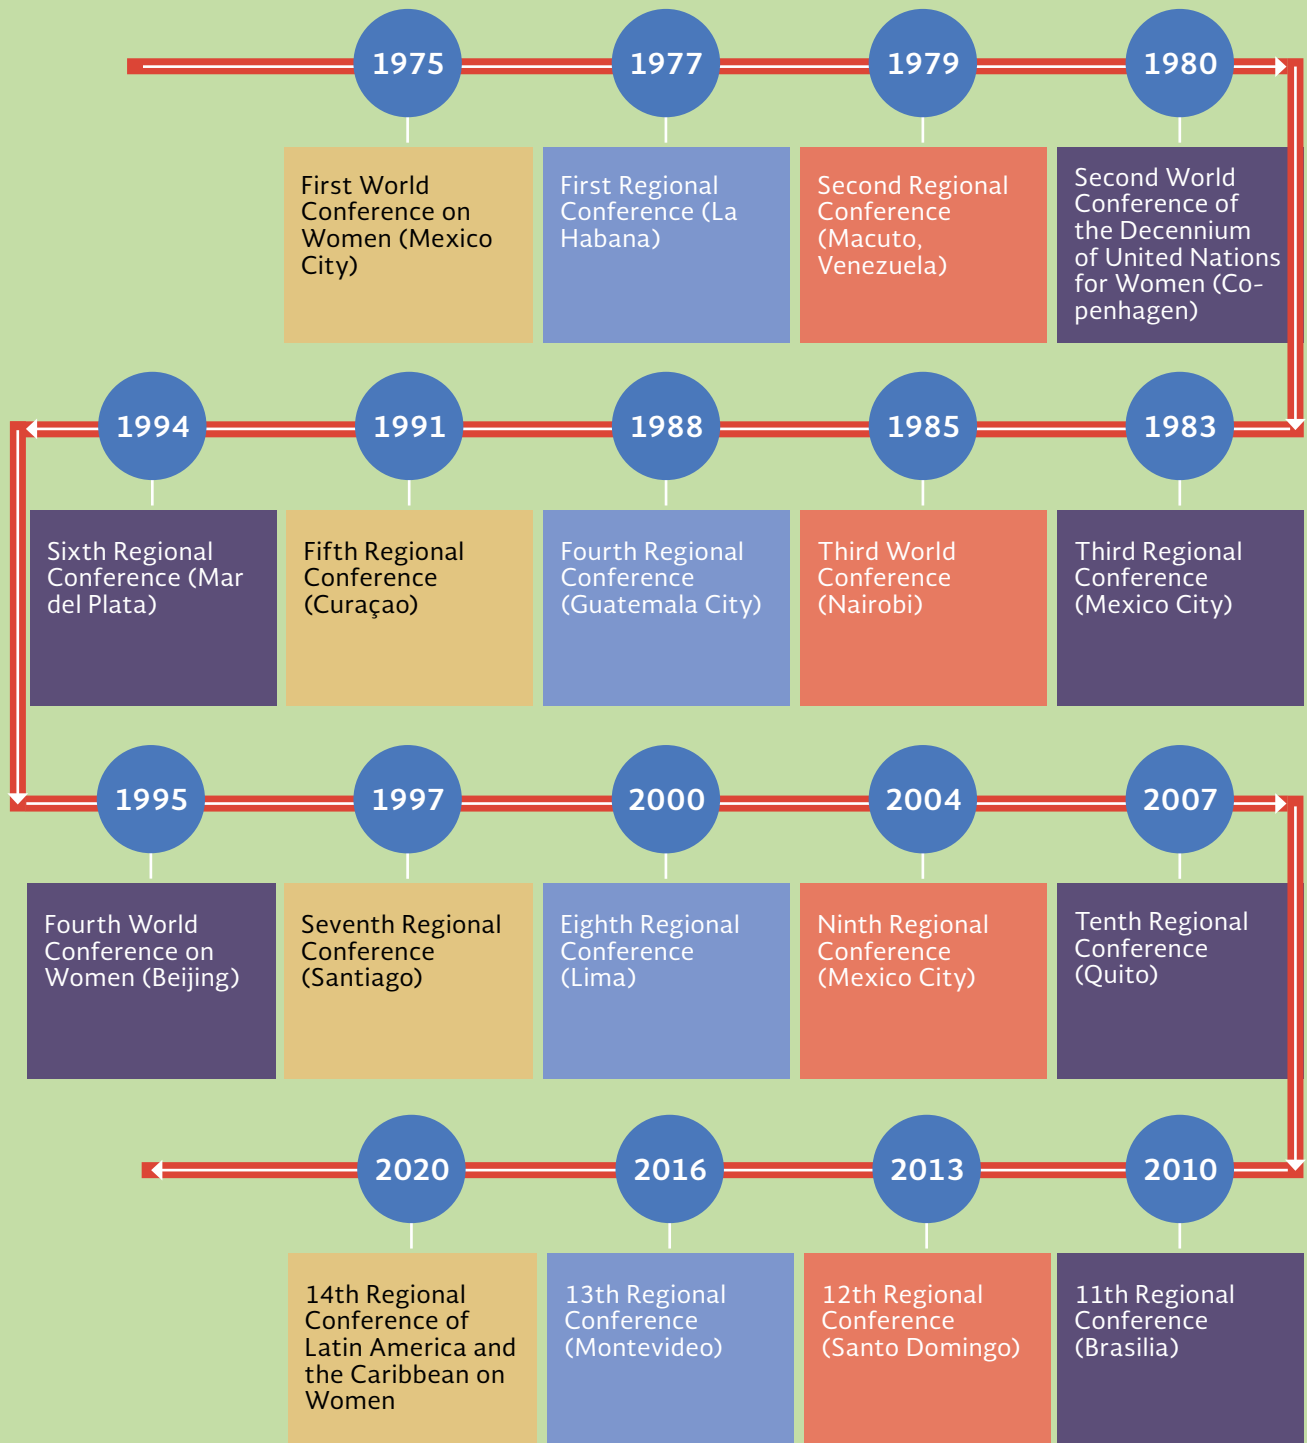 1975
First World
Conference on
Women (Mexico
City)
1977
First Regional
Conference (La
Habana)
1979
Second Regional
Conference
(Macuto,
Venezuela)
1980
Second World
Conference of
the Decennium
of United Nations
for Women (Co-
penhagen)
1983
Third Regional
Conference
(Mexico City)
1985
Third World
Conference
(Nairobi)
1988
Fourth Regional
Conference
(Guatemala City)
1991
Fifth Regional
Conference
(Curaçao)
1994
Sixth Regional
Conference (Mar
del Plata)
1995
Fourth World
Conference on
Women (Beijing)
1997
Seventh Regional
Conference
(Santiago)
2000
Eighth Regional
Conference
(Lima)
2004
Ninth Regional
Conference
(Mexico City)
2007
Tenth Regional
Conference
(Quito)
2010
11th Regional
Conference
(Brasilia)
2013
12th Regional
Conference
(Santo Domingo)
2016
13th Regional
Conference
(Montevideo)
2020
14th Regional
Conference of
Latin America and
the Caribbean on
Women